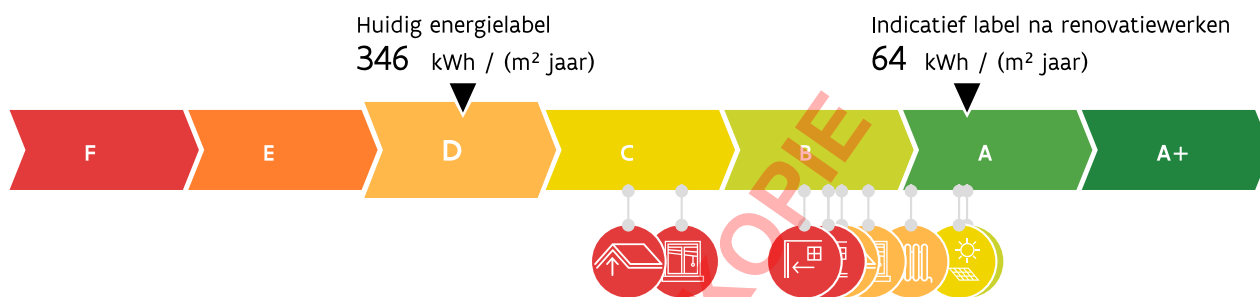 Huidig energielabel
346 kWh / (m² jaar)
Indicatief label na renovatiewerken
64 kWh / (m² jaar)
F E D C B A A+
KOPIE